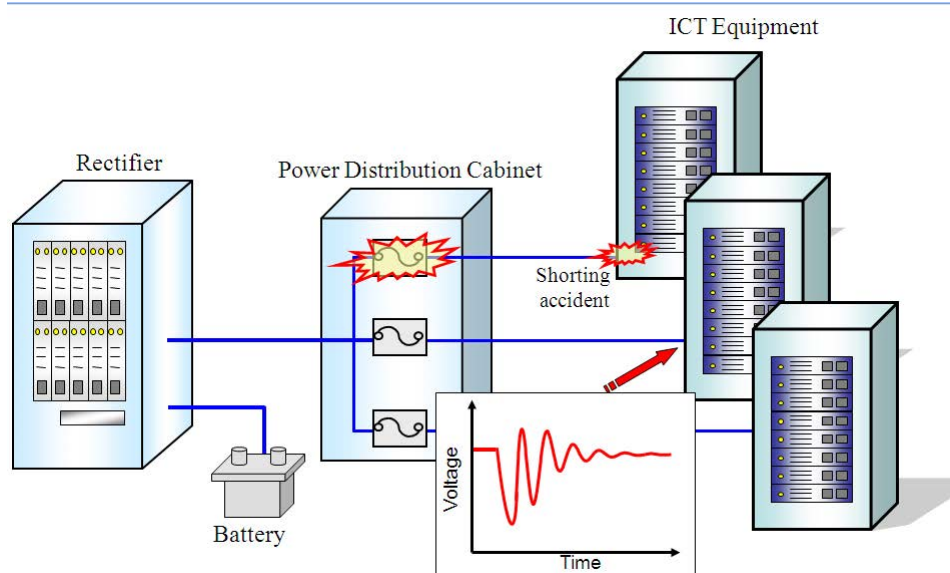 ICT Equipment
Rectifier
Power Distribution Cabinet
Shorting
accident
Voltage
Battery
Time